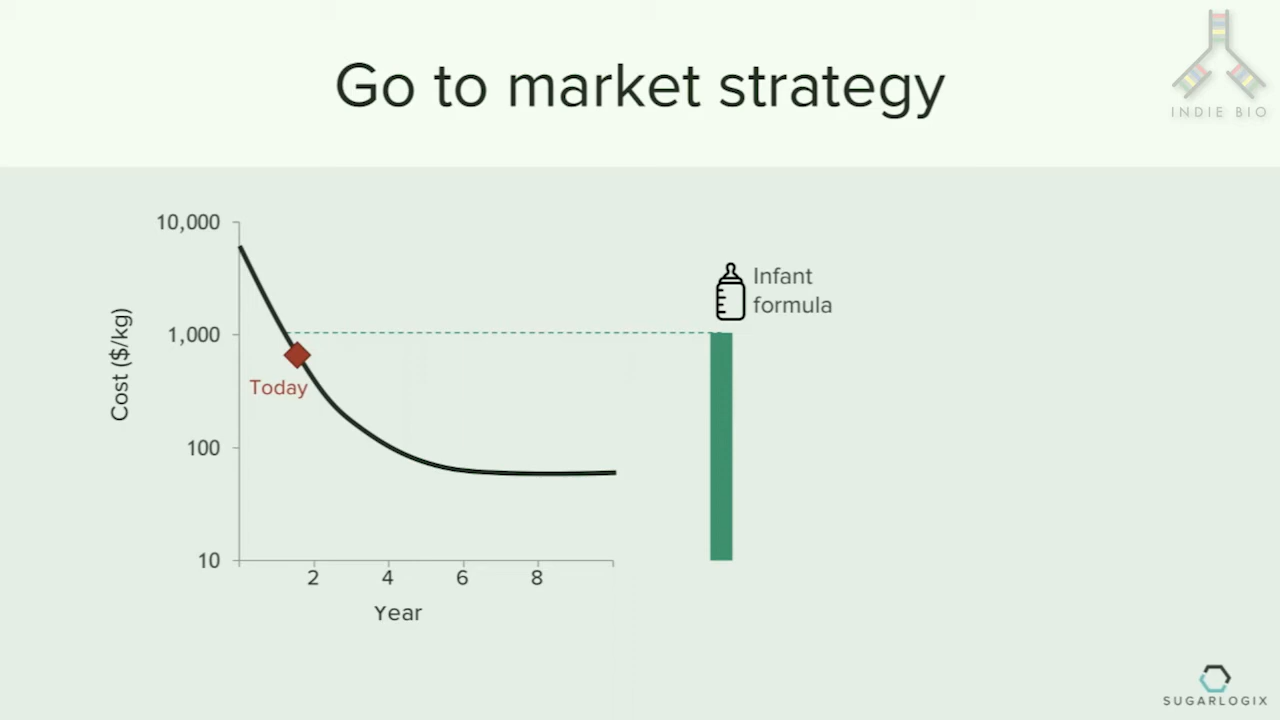 Go to market strategy
INDIE BIO
10,000
1,000
100
10
Cost ($/kg)
Today
2
4
6
8
Year
Infant
formula
SUGARLOGIX